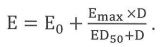 E = E₀ + (Eₘₐₓ × D) / (ED₅₀ + D) .